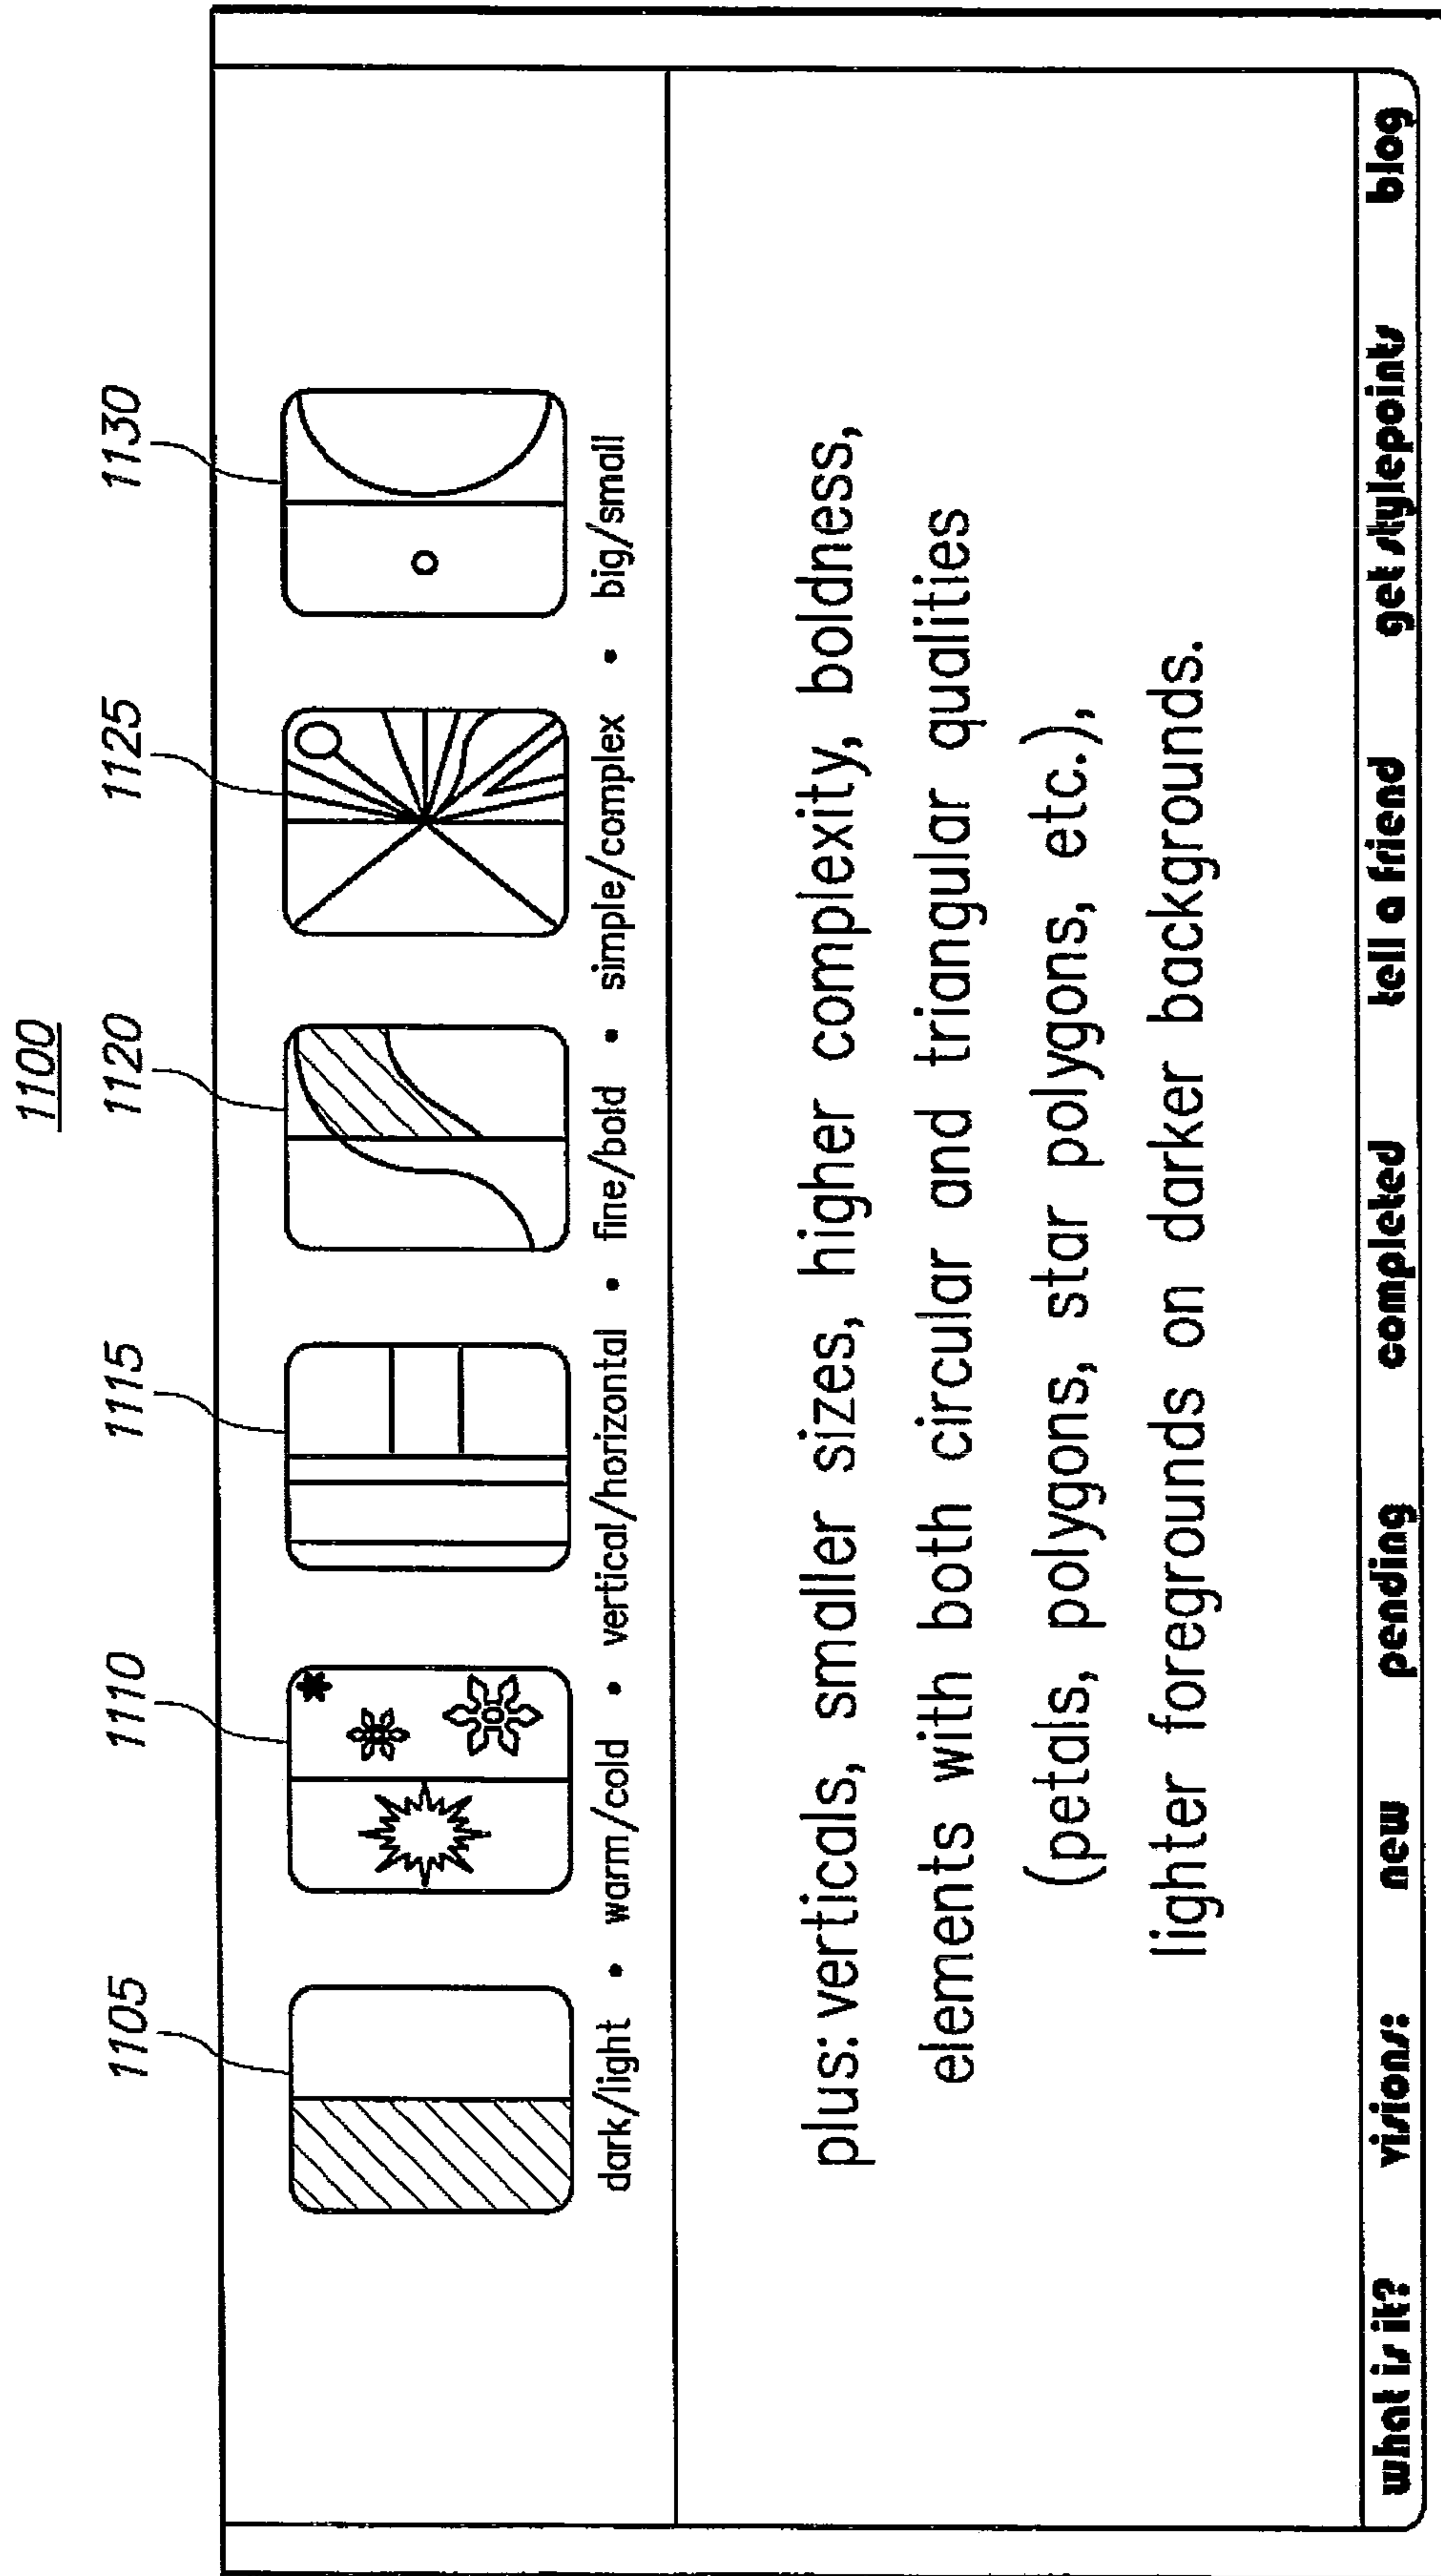 1100
1105 1110 1115 1120 1125 1130
dark/light • warm/cold • vertical/horizontal • fine/bold • simple/complex • big/small
plus: verticals, smaller sizes, higher complexity, boldness,
elements with both circular and triangular qualities
(petals, polygons, star polygons, etc.),
lighter foregrounds on darker backgrounds.
what is it? visions: new pending completed tell a friend get stylepoints blog